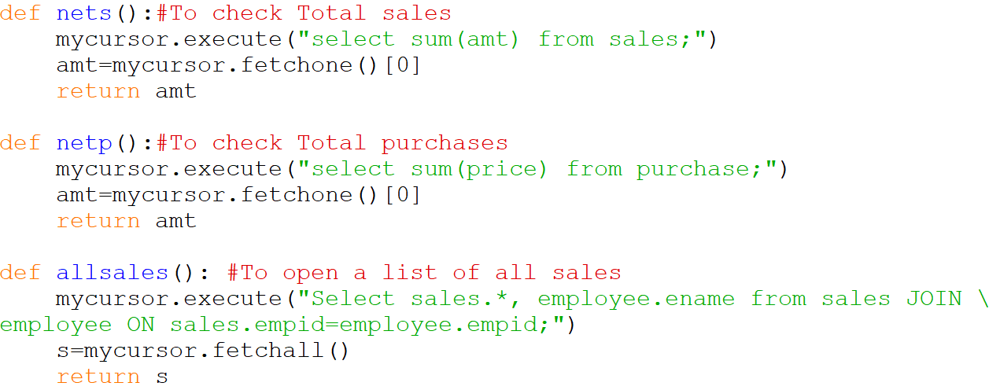 def nets():#To check Total sales
    mycursor.execute("select sum(amt) from sales;")
    amt=mycursor.fetchone()[0]
    return amt

def netp():#To check Total purchases
    mycursor.execute("select sum(price) from purchase;")
    amt=mycursor.fetchone()[0]
    return amt

def allsales(): #To open a list of all sales
    mycursor.execute("Select sales.*, employee.ename from sales JOIN \
employee ON sales.empid=employee.empid;")
    s=mycursor.fetchall()
    return s